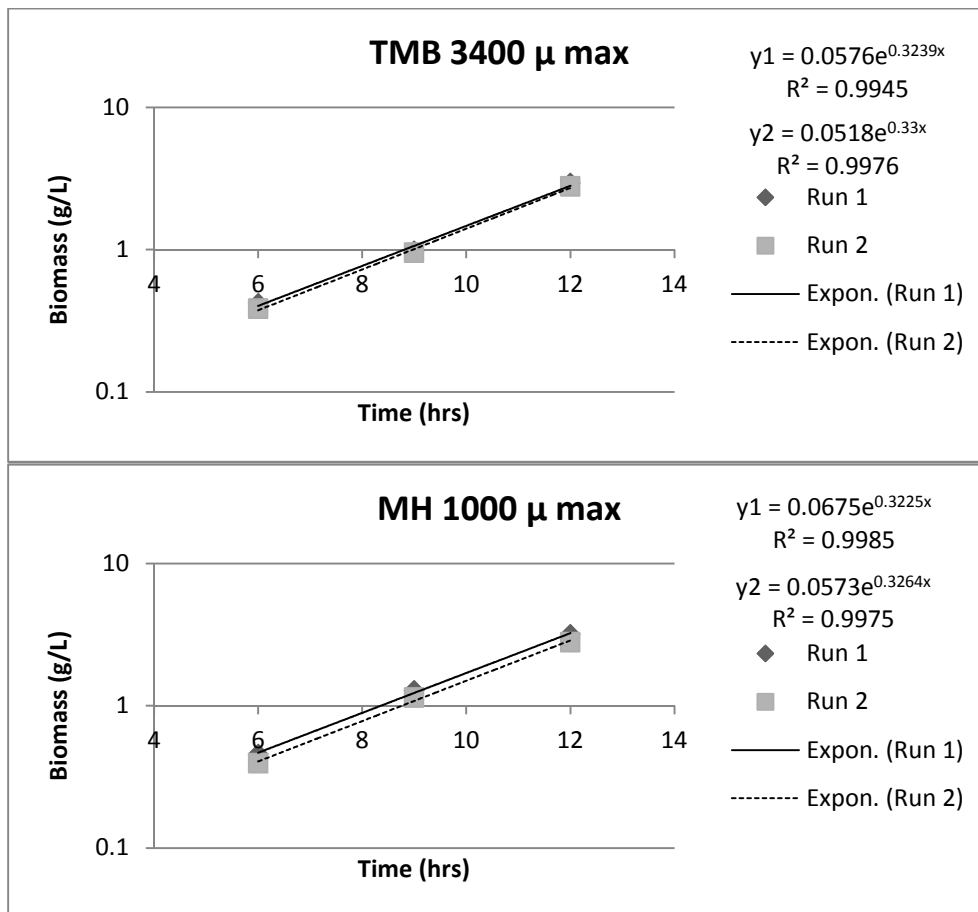 TMB 3400 μ max
y1 = 0.0576e^0.3239x
R² = 0.9945
y2 = 0.0518e^0.33x
R² = 0.9976
Run 1
Run 2
Expon. (Run 1)
Expon. (Run 2)
Biomass (g/L)
10
1
0.1
4 6 8 10 12 14
Time (hrs)
MH 1000 μ max
y1 = 0.0675e^0.3225x
R² = 0.9985
y2 = 0.0573e^0.3264x
R² = 0.9975
Run 1
Run 2
Expon. (Run 1)
Expon. (Run 2)
Biomass (g/L)
10
1
0.1
4 6 8 10 12 14
Time (hrs)